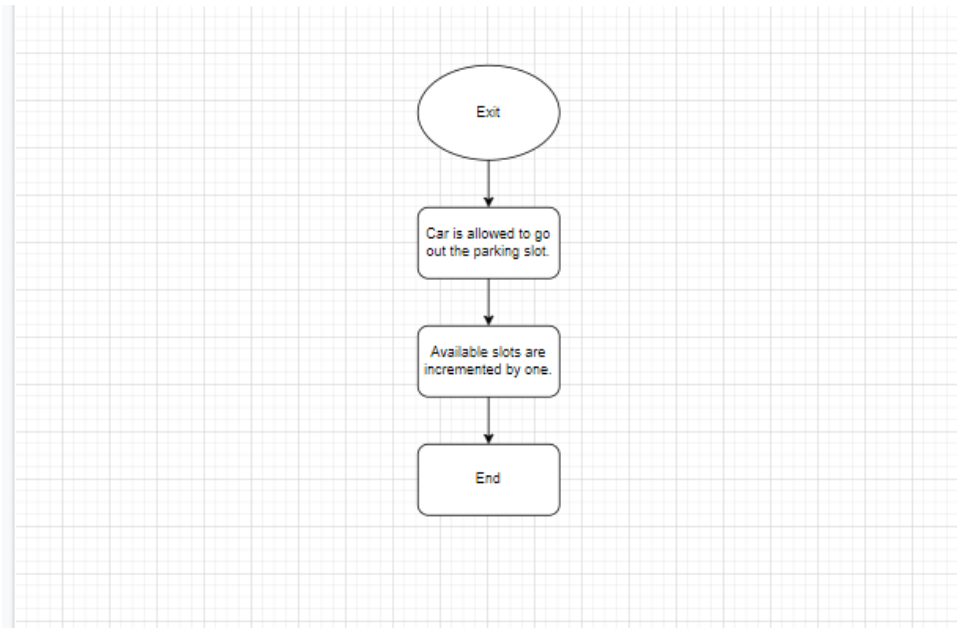 Exit
Car is allowed to go
out the parking slot.
Available slots are
incremented by one.
End